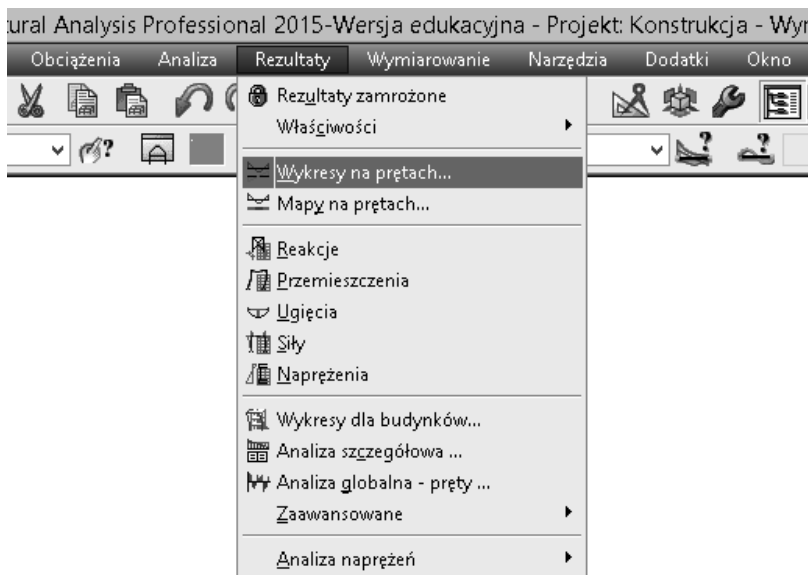 tural Analysis Professional 2015-Wersja edukacyjna - Projekt: Konstrukcja - Wyn
Obciążenia Analiza Rezultaty Wymiarowanie Narzędzia Dodatki Okno
Rezultaty zamrożone
Właściwości
Wykresy na prętach...
Mapy na prętach...
Reakcje
Przemieszczenia
Ugięcia
Siły
Naprężenia
Wykresy dla budynków...
Analiza szczegółowa ...
Analiza globalna - pręty ...
Zaawansowane
Analiza naprężeń